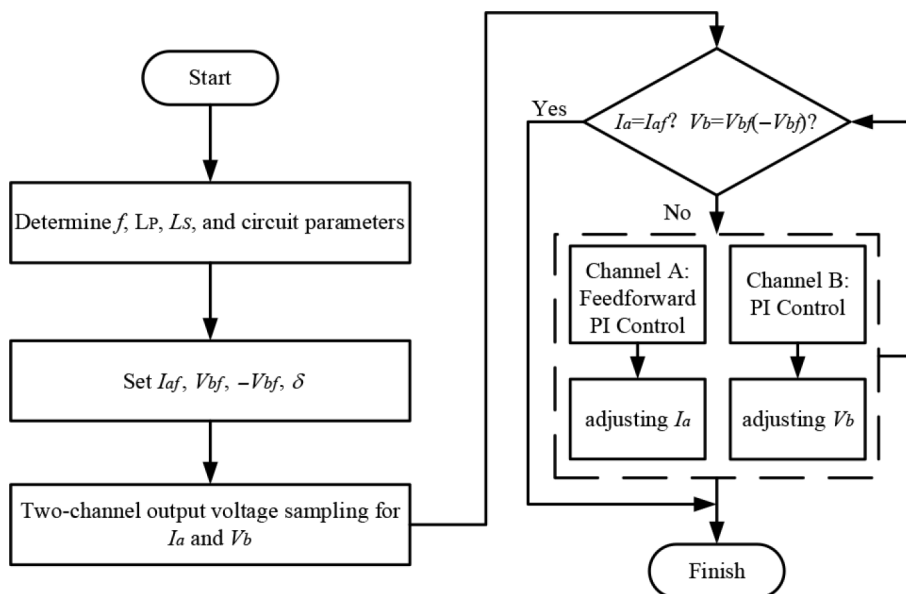 Start
Determine f, LP, LS, and circuit parameters
Set Iaf, Vbf, −Vbf, δ
Two-channel output voltage sampling for
Ia and Vb
Ia=Iaf? Vb=Vbf(−Vbf)?
Yes
No
Channel A:
Feedforward
PI Control
adjusting Ia
Channel B:
PI Control
adjusting Vb
Finish